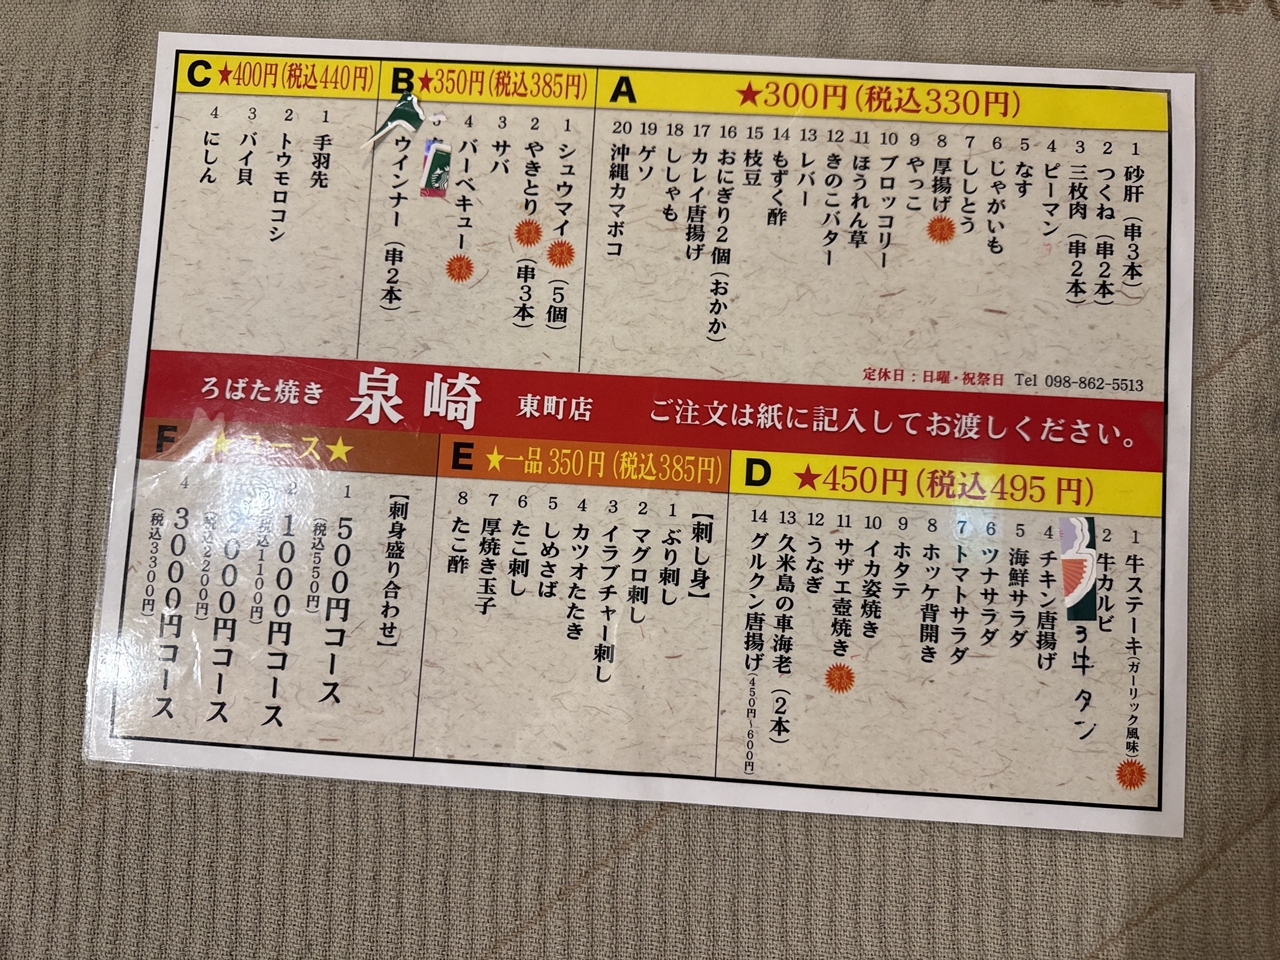 A ★300円(税込330円)
1 砂肝(串3本)
2 つくね(串2本)
3 三枚肉(串2本)
4 ピーマン
5 なす
6 じゃがいも
7 ししとう
8 厚揚げ
9 やっこ
10 ブロッコリー
11 ほうれん草
12 きのこバター
13 レバー
14 もずく酢
15 枝豆
16 おにぎり2個(おかか)
17 カレイ唐揚げ
18 ししゃも
19 ゲソ
20 沖縄カマボコ
B ★350円(税込385円)
1 シュウマイ(5個)
2 やきとり(串3本)
3 サバ
4 バーベキュー
ウインナー(串2本)
C ★400円(税込440円)
1 手羽先
2 トウモロコシ
3 バイ貝
4 にしん
定休日:日曜・祝祭日 Tel 098-862-5513
ろばた焼き 泉崎 東町店 ご注文は紙に記入してお渡しください。
D ★450円(税込495円)
1 牛ステーキ(ガーリック風味)
2 牛カルビ
3 牛タン
4 チキン唐揚げ
5 海鮮サラダ
6 ツナサラダ
7 トマトサラダ
8 ホッケ背開き
9 ホタテ
10 イカ姿焼き
11 サザエ壺焼き
12 うなぎ
13 久米島の車海老(2本)
14 グルクン唐揚げ(450円~600円)
E ★一品350円(税込385円)
【刺し身】
1 ぶり刺し
2 マグロ刺し
3 イラブチャー刺し
4 カツオたたき
5 しめさば
6 たこ刺し
7 厚焼き玉子
8 たこ酢
F ★コース★
【刺身盛り合わせ】
1 500円コース
(税込550円)
2 1000円コース
(税込1100円)
2000円コース
(税込2200円)
4 3000円コース
(税込3300円)